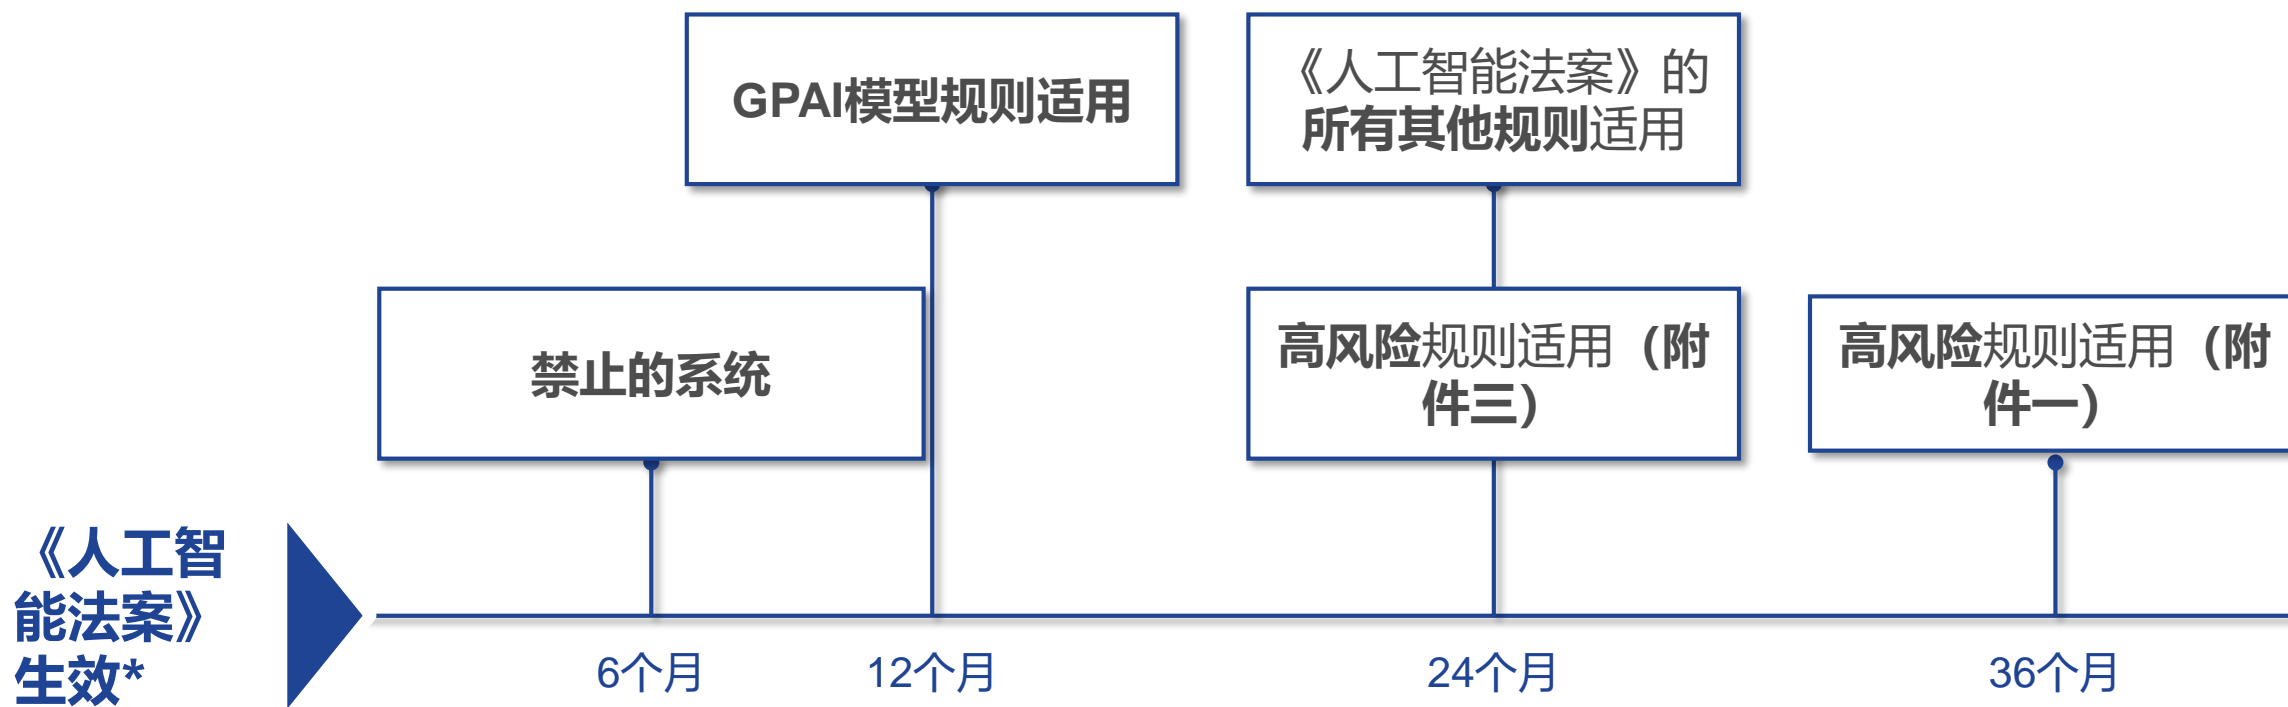 GPAI模型规则适用
《人工智能法案》的
所有其他规则适用
禁止的系统
高风险规则适用（附
件三）
高风险规则适用（附
件一）
《人工智
能法案》
生效*
6个月
12个月
24个月
36个月